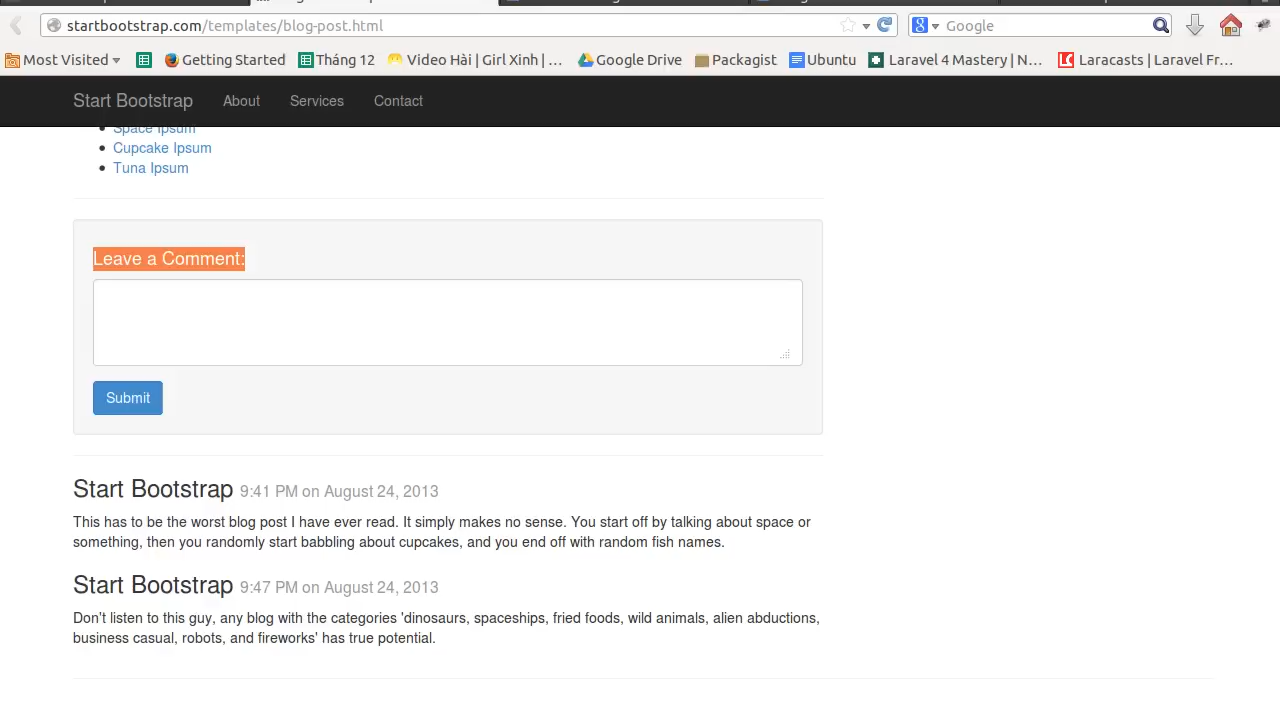 startbootstrap.com/templates/blog-post.html
Google
Most Visited
Getting Started
Tháng 12
Video Hài | Girl Xinh | ...
Google Drive
Packagist
Ubuntu
Laravel 4 Mastery | N...
Laracasts | Laravel Fr...
Start Bootstrap
About
Services
Contact
Space Ipsum
Cupcake Ipsum
Tuna Ipsum
Leave a Comment:
Submit
Start Bootstrap 9:41 PM on August 24, 2013
This has to be the worst blog post I have ever read. It simply makes no sense. You start off by talking about space or
something, then you randomly start babbling about cupcakes, and you end off with random fish names.
Start Bootstrap 9:47 PM on August 24, 2013
Don't listen to this guy, any blog with the categories 'dinosaurs, spaceships, fried foods, wild animals, alien abductions,
business casual, robots, and fireworks' has true potential.